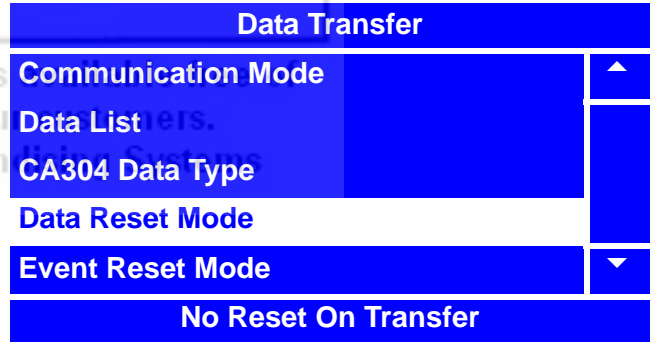 Data Transfer
Communication Mode
Data List
CA304 Data Type
Data Reset Mode
Event Reset Mode
No Reset On Transfer